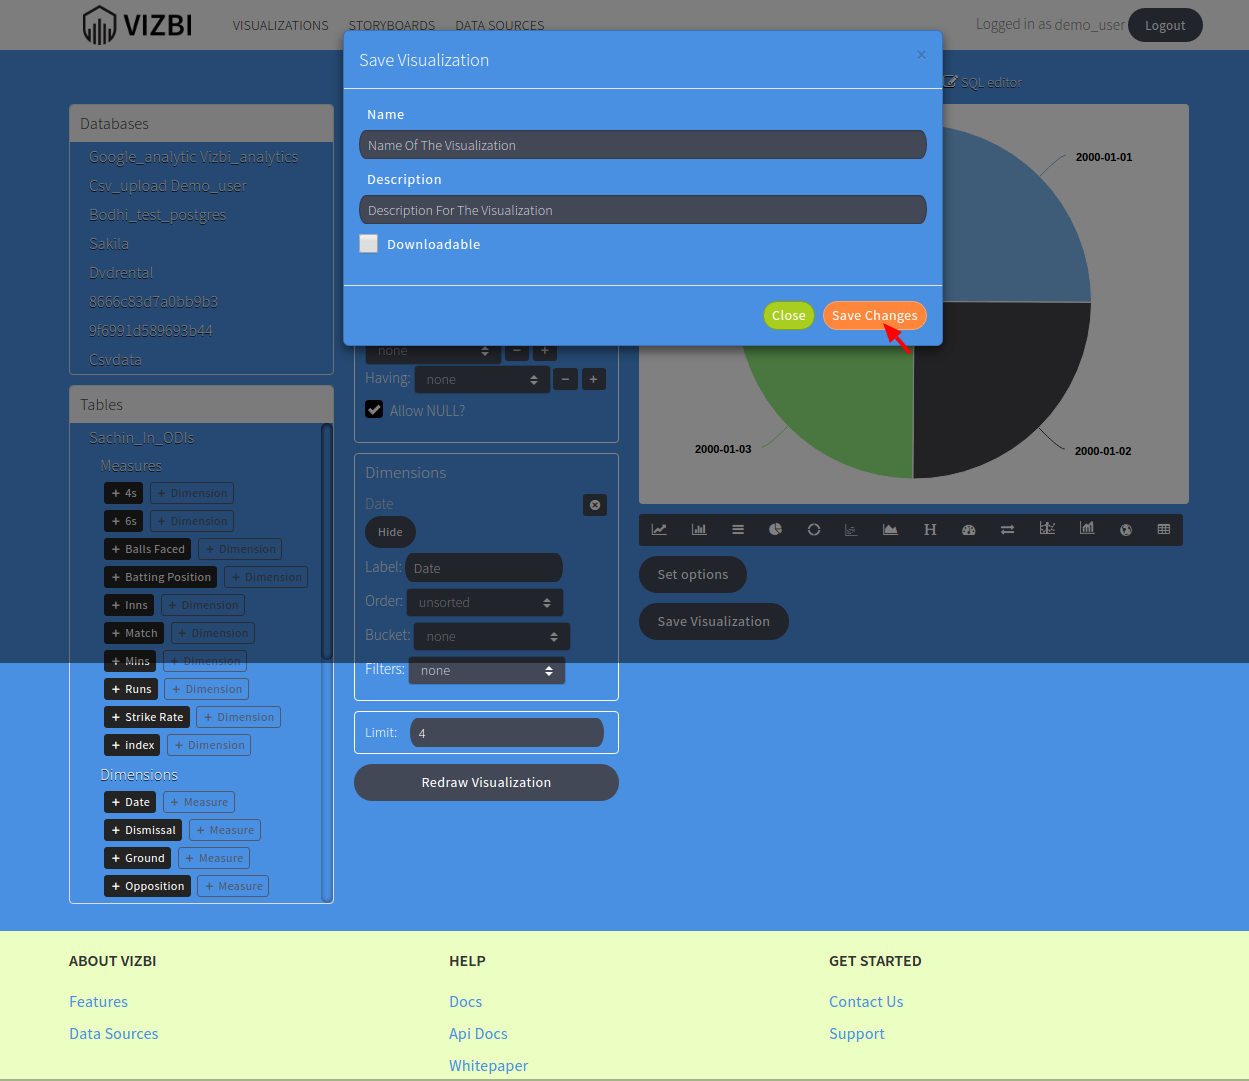 VIZBI
VISUALIZATIONS STORYBOARDS DATA SOURCES
Logged in as demo_user Logout
Save Visualization ×
Name
Name Of The Visualization
Description
Description For The Visualization
Downloadable
Close Save Changes
SQL editor
Databases
Google_analytic Vizbi_analytics
Csv_upload Demo_user
Bodhi_test_postgres
Sakila
Dvdrental
8666c83d7a0bb9b3
9f6991d589693b44
Csvdata
Tables
Sachin_In_ODIs
Measures
+ 4s + Dimension
+ 6s + Dimension
+ Balls Faced + Dimension
+ Batting Position + Dimension
+ Inns + Dimension
+ Match + Dimension
+ Mins + Dimension
+ Runs + Dimension
+ Strike Rate + Dimension
+ index + Dimension
Dimensions
+ Date + Measure
+ Dismissal + Measure
+ Ground + Measure
+ Opposition + Measure
none − +
Having: none − +
Allow NULL?
Dimensions
Date
Hide
Label: Date
Order: unsorted
Bucket: none
Filters: none
Limit: 4
Redraw Visualization
2000-01-01
2000-01-03
2000-01-02
H
Set options
Save Visualization
ABOUT VIZBI
Features
Data Sources
HELP
Docs
Api Docs
Whitepaper
GET STARTED
Contact Us
Support